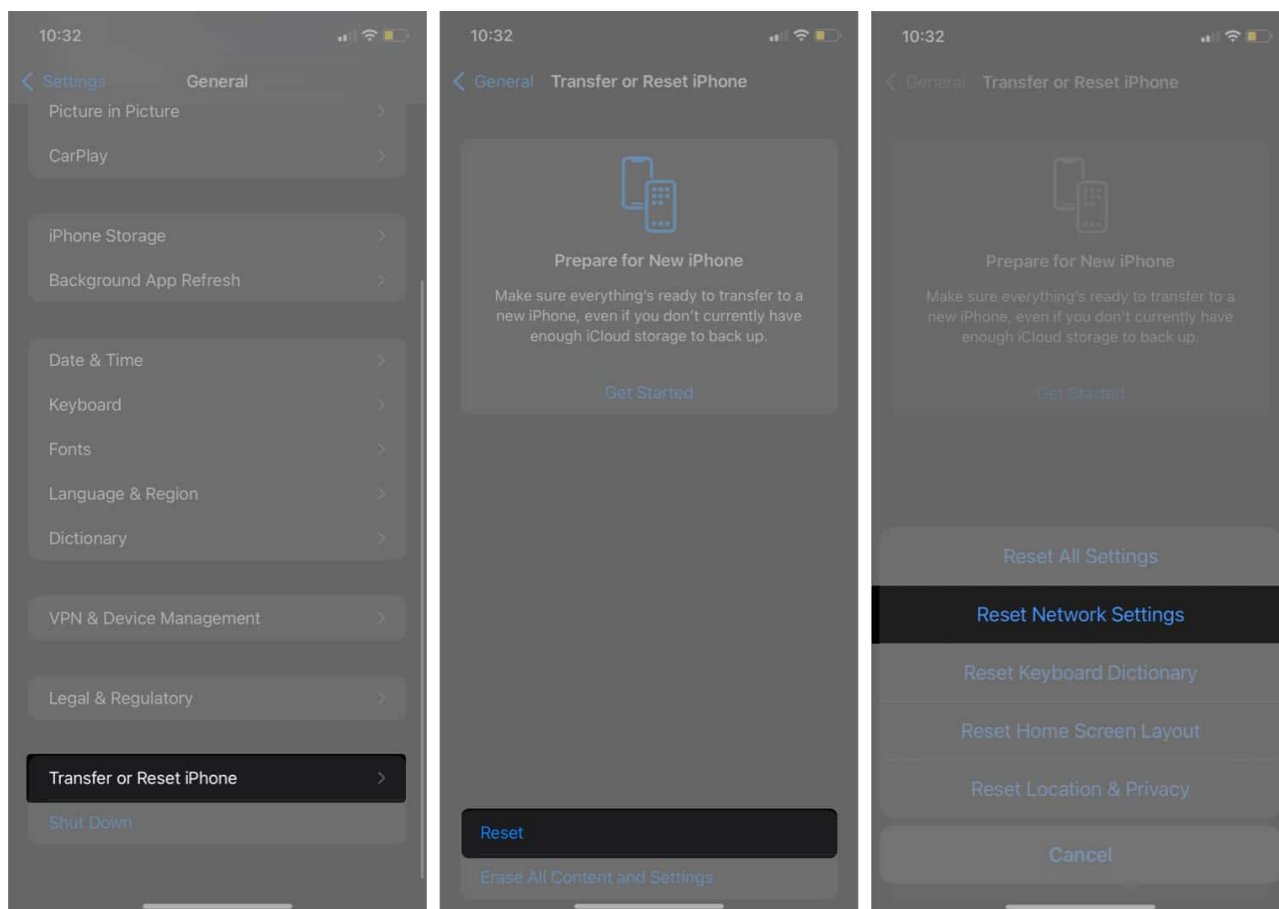 10:32
Settings
General
Picture in Picture
CarPlay
iPhone Storage
Background App Refresh
Date & Time
Keyboard
Fonts
Language & Region
Dictionary
VPN & Device Management
Legal & Regulatory
Transfer or Reset iPhone
Shut Down
10:32
General
Transfer or Reset iPhone
Prepare for New iPhone
Make sure everything's ready to transfer to a
new iPhone, even if you don't currently have
enough iCloud storage to back up.
Get Started
Reset
Erase All Content and Settings
10:32
General
Transfer or Reset iPhone
Prepare for New iPhone
Make sure everything's ready to transfer to a
new iPhone, even if you don't currently have
enough iCloud storage to back up.
Get Started
Reset All Settings
Reset Network Settings
Reset Keyboard Dictionary
Reset Home Screen Layout
Reset Location & Privacy
Cancel